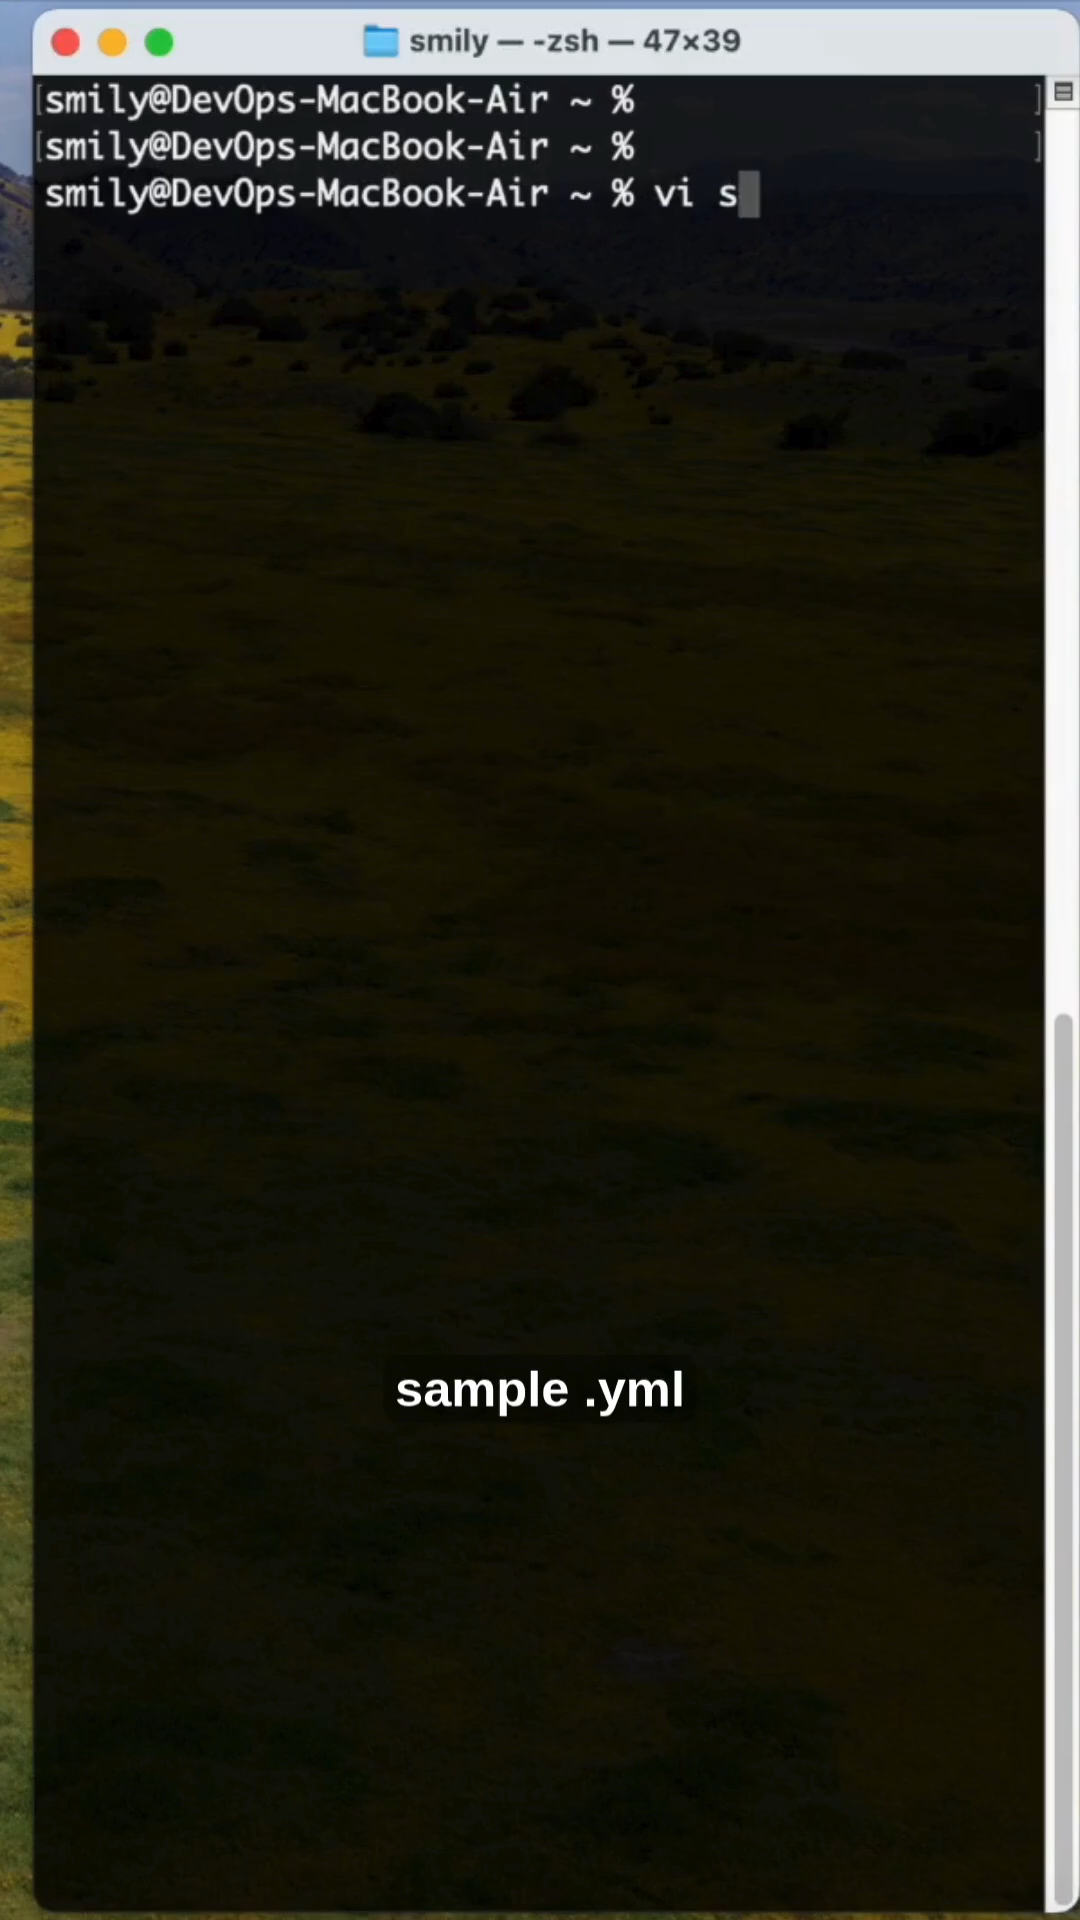 smily — -zsh — 47×39
[smily@DevOps-MacBook-Air ~ % ]
[smily@DevOps-MacBook-Air ~ % ]
smily@DevOps-MacBook-Air ~ % vi s
sample .yml